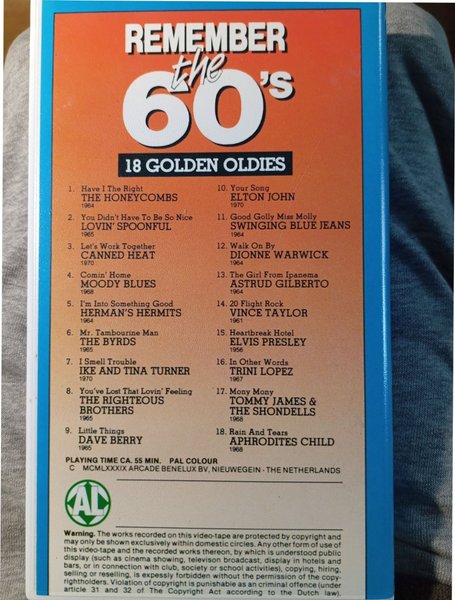 REMEMBER
the
60's
18 GOLDEN OLDIES
1. Have I The Right
THE HONEYCOMBS
1964
2. You Didn't Have To Be So Nice
LOVIN' SPOONFUL
1965
3. Let's Work Together
CANNED HEAT
1970
4. Comin' Home
MOODY BLUES
1968
5. I'm Into Something Good
HERMAN'S HERMITS
1964
6. Mr. Tambourine Man
THE BYRDS
1965
7. I Smell Trouble
IKE AND TINA TURNER
1970
8. You've Lost That Lovin' Feeling
THE RIGHTEOUS
BROTHERS
1965
9. Little Things
DAVE BERRY
1965
10. Your Song
ELTON JOHN
1970
11. Good Golly Miss Molly
SWINGING BLUE JEANS
1964
12. Walk On By
DIONNE WARWICK
1964
13. The Girl From Ipanema
ASTRUD GILBERTO
1964
14. 20 Flight Rock
VINCE TAYLOR
1961
15. Heartbreak Hotel
ELVIS PRESLEY
1956
16. In Other Words
TRINI LOPEZ
1967
17. Mony Mony
TOMMY JAMES &
THE SHONDELLS
1968
18. Rain And Tears
APHRODITES CHILD
1968
PLAYING TIME CA. 55 MIN. PAL COLOUR
C MCMLXXXIX ARCADE BENELUX BV, NIEUWEGEIN - THE NETHERLANDS
AL
Warning. The works recorded on this video-tape are protected by copyright and
may only be shown exclusively within domestic circles. Any other form of use of
this video-tape and the recorded works thereon, by which is understood public
display (such as cinema showing, televison broadcast, display in hotels and
bars, or in connection with club, society or school activities), copying, hiring,
selling or reselling, is expessly forbidden without the permission of the copy-
rightholders. Violation of copyright is punishable as an criminal offence (under
article 31 and 32 of The Copyright Act according to the Dutch law).